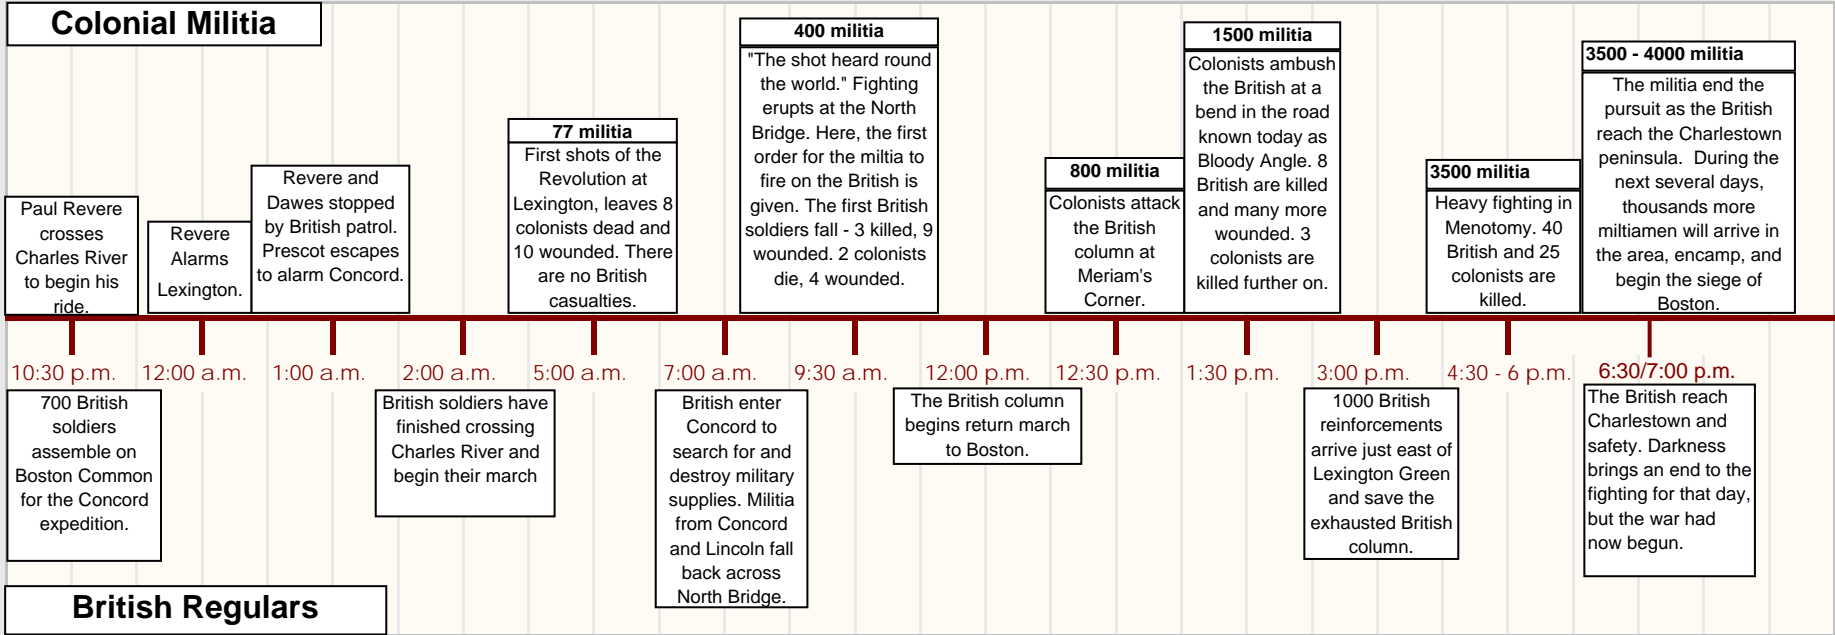 Colonial Militia
Paul Revere
crosses
Charles River
to begin his
ride.
Revere
Alarms
Lexington.
Revere and
Dawes stopped
by British patrol.
Prescot escapes
to alarm Concord.
77 militia
First shots of the
Revolution at
Lexington, leaves 8
colonists dead and
10 wounded. There
are no British
casualties.
400 militia
"The shot heard round
the world." Fighting
erupts at the North
Bridge. Here, the first
order for the miltia to
fire on the British is
given. The first British
soldiers fall - 3 killed, 9
wounded. 2 colonists
die, 4 wounded.
800 militia
Colonists attack
the British
column at
Meriam's
Corner.
1500 militia
Colonists ambush
the British at a
bend in the road
known today as
Bloody Angle. 8
British are killed
and many more
wounded. 3
colonists are
killed further on.
3500 militia
Heavy fighting in
Menotomy. 40
British and 25
colonists are
killed.
3500 - 4000 militia
The militia end the
pursuit as the British
reach the Charlestown
peninsula. During the
next several days,
thousands more
miltiamen will arrive in
the area, encamp, and
begin the siege of
Boston.
10:30 p.m. 12:00 a.m. 1:00 a.m. 2:00 a.m. 5:00 a.m. 7:00 a.m. 9:30 a.m. 12:00 p.m. 12:30 p.m. 1:30 p.m. 3:00 p.m. 4:30 - 6 p.m. 6:30/7:00 p.m.
700 British
soldiers
assemble on
Boston Common
for the Concord
expedition.
British soldiers have
finished crossing
Charles River and
begin their march
British enter
Concord to
search for and
destroy military
supplies. Militia
from Concord
and Lincoln fall
back across
North Bridge.
The British column
begins return march
to Boston.
1000 British
reinforcements
arrive just east of
Lexington Green
and save the
exhausted British
column.
The British reach
Charlestown and
safety. Darkness
brings an end to the
fighting for that day,
but the war had
now begun.
British Regulars